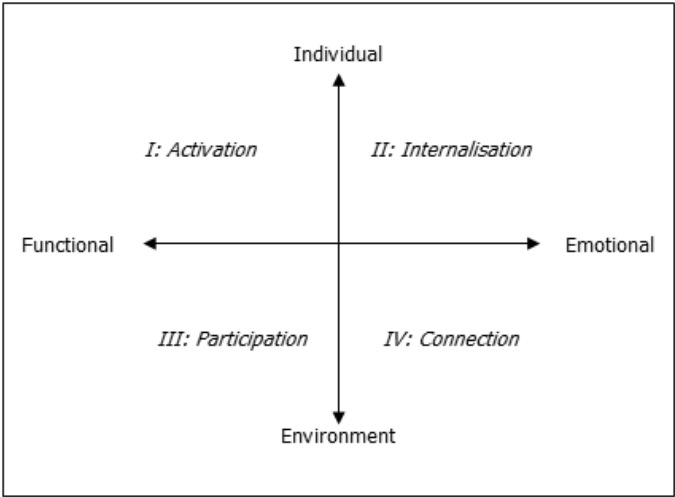 Individual
I: Activation
II: Internalisation
Functional
Emotional
III: Participation
IV: Connection
Environment